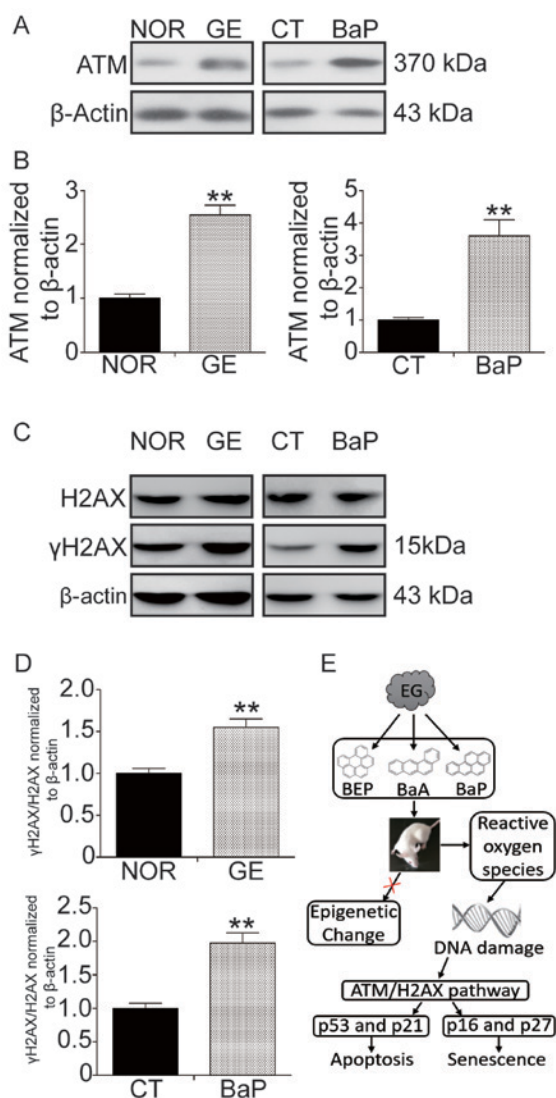 A
NOR GE CT BaP
ATM 370 kDa
β-Actin 43 kDa
B
ATM normalized
to β-actin
3
2
1
0
**
NOR GE
ATM normalized
to β-actin
5
4
3
2
1
0
**
CT BaP
C
NOR GE CT BaP
H2AX
γH2AX 15kDa
β-actin 43 kDa
D
γH2AX/H2AX normalized
to β-actin
2.0
1.5
1.0
0.5
0.0
**
NOR GE
γH2AX/H2AX normalized
to β-actin
2.5
2.0
1.5
1.0
0.5
0.0
**
CT BaP
E
EG
BEP BaA BaP
Reactive
oxygen
species
Epigenetic
Change
DNA damage
ATM/H2AX pathway
p53 and p21 p16 and p27
Apoptosis Senescence